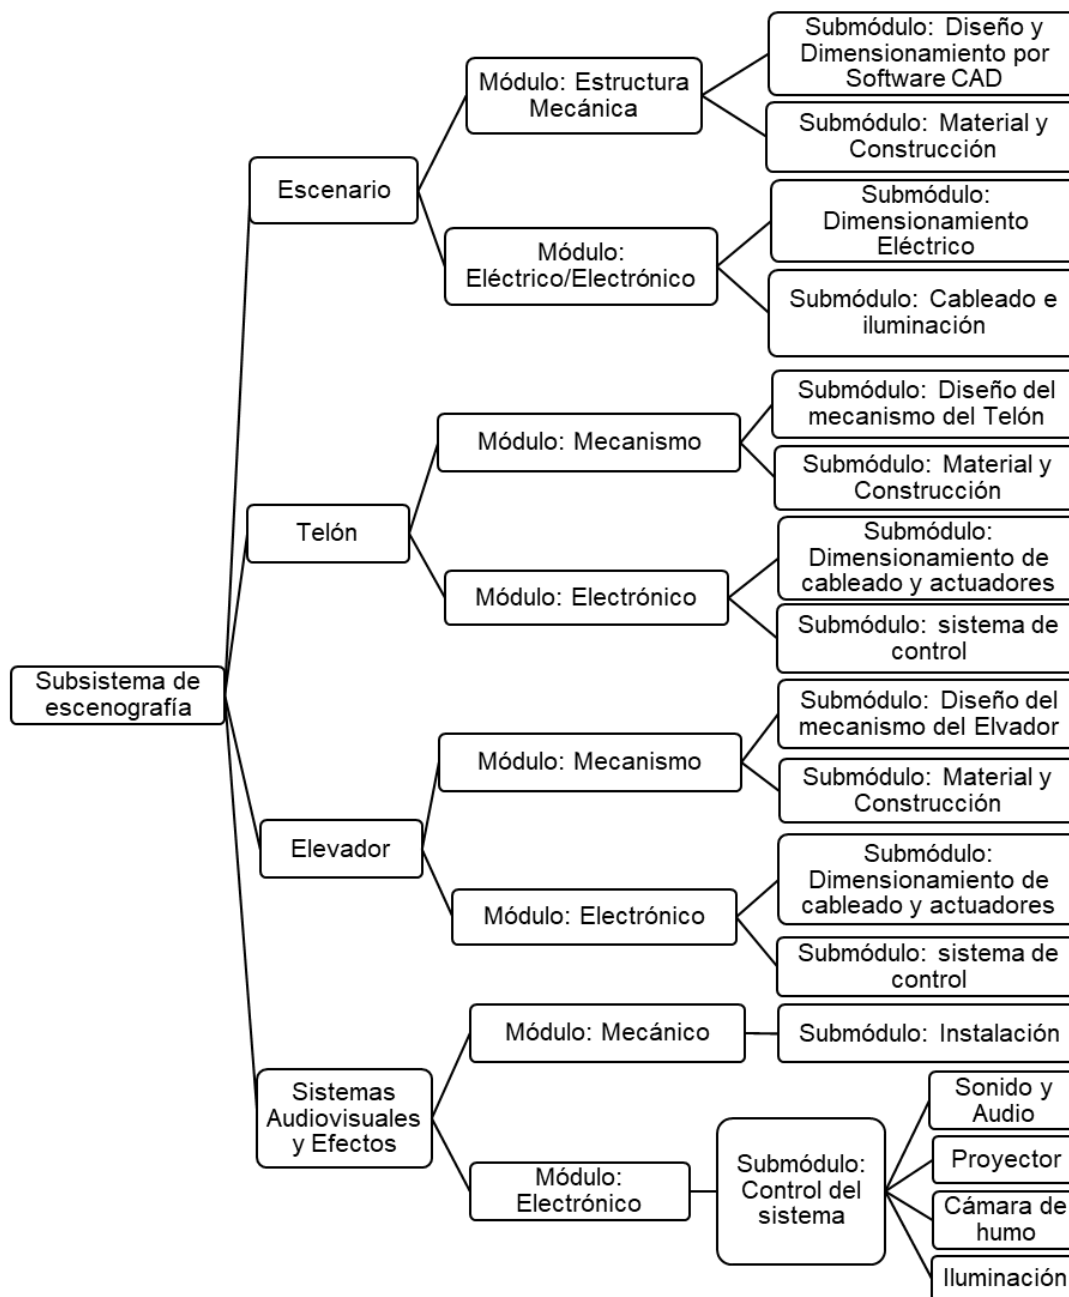 Subsistema de
escenografía
Escenario
Módulo: Estructura
Mecánica
Submódulo: Diseño y
Dimensionamiento por
Software CAD
Submódulo: Material y
Construcción
Módulo:
Eléctrico/Electrónico
Submódulo:
Dimensionamiento
Eléctrico
Submódulo: Cableado e
iluminación
Telón
Módulo: Mecanismo
Submódulo: Diseño del
mecanismo del Telón
Submódulo: Material y
Construcción
Módulo: Electrónico
Submódulo:
Dimensionamiento de
cableado y actuadores
Submódulo: sistema de
control
Elevador
Módulo: Mecanismo
Submódulo: Diseño del
mecanismo del Elvador
Submódulo: Material y
Construcción
Módulo: Electrónico
Submódulo:
Dimensionamiento de
cableado y actuadores
Submódulo: sistema de
control
Sistemas
Audiovisuales
y Efectos
Módulo: Mecánico
Submódulo: Instalación
Módulo:
Electrónico
Submódulo:
Control del
sistema
Sonido y
Audio
Proyector
Cámara de
humo
Iluminación